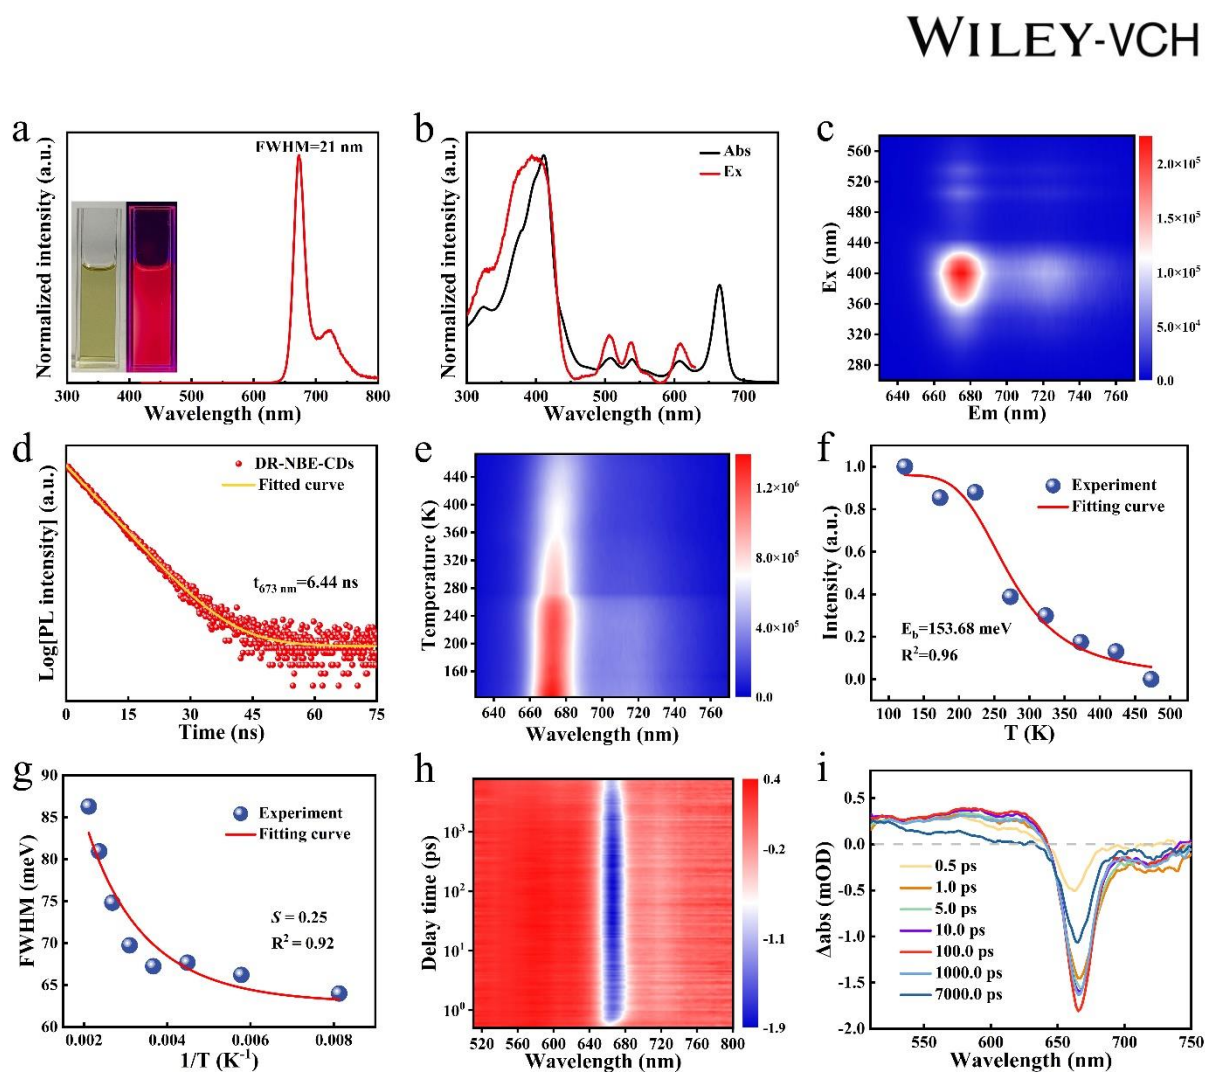 WILEY-VCH
a
FWHM=21 nm
Normalized intensity (a.u.)
300 400 500 600 700 800
Wavelength (nm)
b
Abs
Ex
Normalized intensity (a.u.)
300 400 500 600 700
Wavelength (nm)
c
560
520
480
440
400
360
320
280
Ex (nm)
640 660 680 700 720 740 760
Em (nm)
2.0×10⁵
1.5×10⁵
1.0×10⁵
5.0×10⁴
0.0
d
DR-NBE-CDs
Fitted curve
t673 nm=6.44 ns
Log[PL intensity] (a.u.)
0 15 30 45 60 75
Time (ns)
e
440
400
360
320
280
240
200
160
Temperature (K)
640 660 680 700 720 740 760
Wavelength (nm)
1.2×10⁶
8.0×10⁵
4.0×10⁵
0.0
f
1.0
0.8
0.6
0.4
0.2
0.0
Intensity (a.u.)
Experiment
Fitting curve
Eb=153.68 meV
R²=0.96
100 150 200 250 300 350 400 450 500
T (K)
g
90
85
80
75
70
65
60
FWHM (meV)
Experiment
Fitting curve
S = 0.25
R² = 0.92
0.002 0.004 0.006 0.008
1/T (K⁻¹)
h
10³
10²
10¹
10⁰
Delay time (ps)
520 560 600 640 680 720 760 800
Wavelength (nm)
0.4
-0.2
-1.1
-1.9
i
0.5
0.0
-0.5
-1.0
-1.5
-2.0
Δabs (mOD)
0.5 ps
1.0 ps
5.0 ps
10.0 ps
100.0 ps
1000.0 ps
7000.0 ps
550 600 650 700 750
Wavelength (nm)